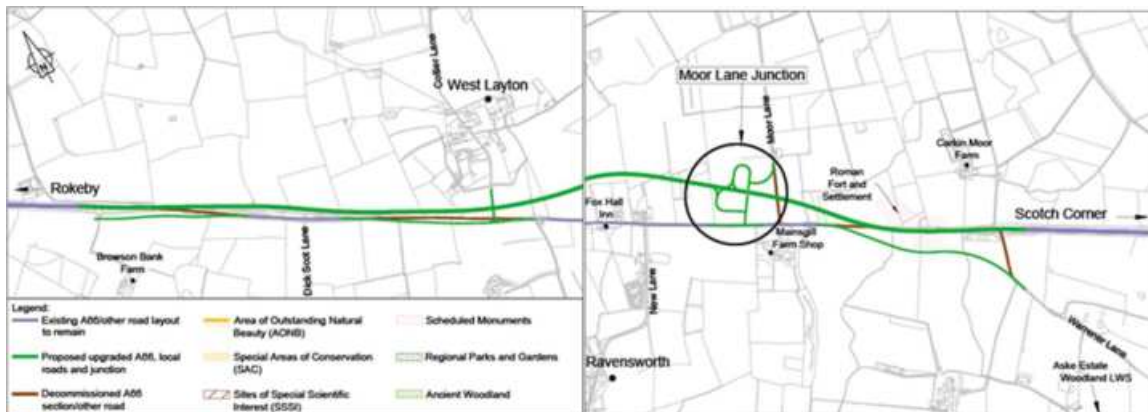 Collier Lane
West Layton
Rokeby
Browson Bank
Farm
Dick Scot Lane
N
Moor Lane Junction
Moor Lane
Carkin Moor
Farm
Roman
Fort and
Settlement
Fox Hall
Inn
Scotch Corner
Mainsgill
Farm Shop
New Lane
Warrener Lane
Ravensworth
Aske Estate
Woodland LWS
Legend:
Existing A66/other road layout
to remain
Proposed upgraded A66, local
roads and junction
Decommissioned A66
section/other road
Area of Outstanding Natural
Beauty (AONB)
Special Areas of Conservation
(SAC)
Sites of Special Scientific
Interest (SSSI)
Scheduled Monuments
Regional Parks and Gardens
Ancient Woodland